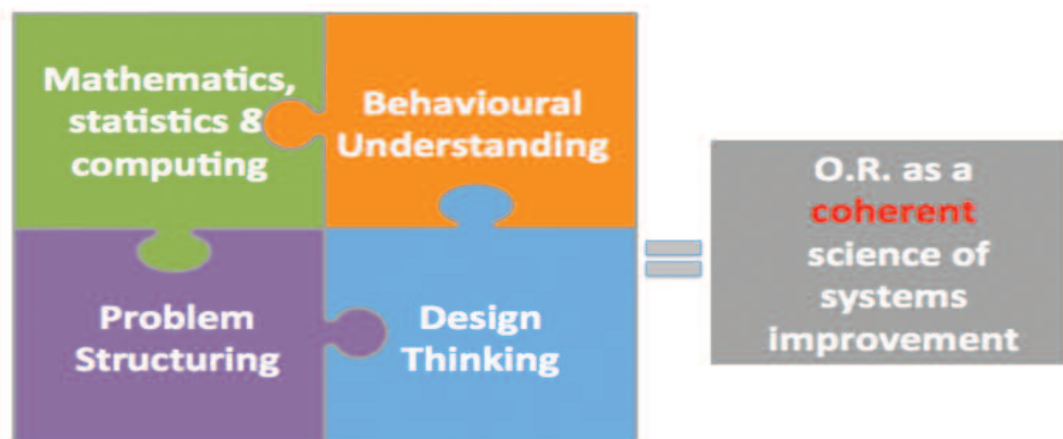 Mathematics,
statistics &
computing
Behavioural
Understanding
Problem
Structuring
Design
Thinking
=
O.R. as a
coherent
science of
systems
improvement